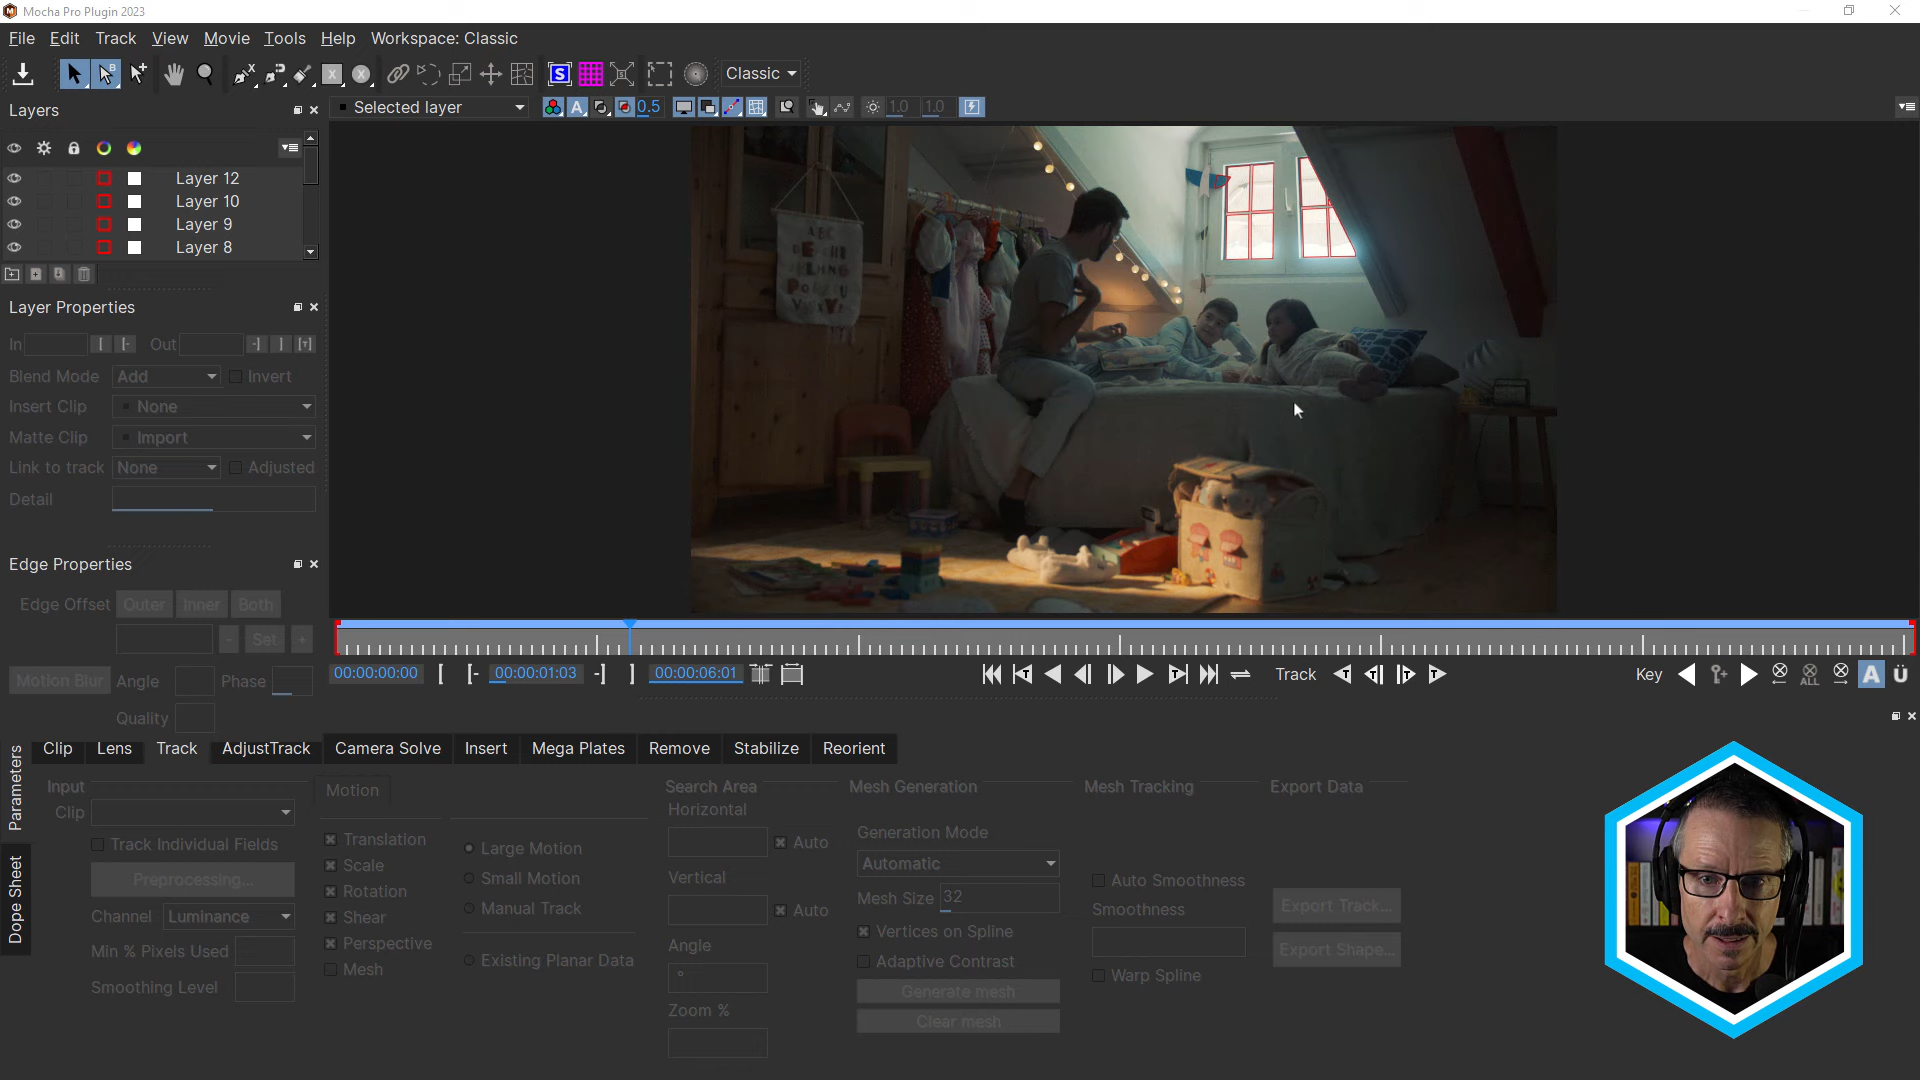 Mocha Pro Plugin 2023
File Edit Track View Movie Tools Help Workspace: Classic
S Classic
Layers
Selected layer A 0.5 1.0 1.0
Layer 12
Layer 10
Layer 9
Layer 8
Layer Properties
In Out
Blend Mode Add Invert
Insert Clip None
Matte Clip Import
Link to track None Adjusted
Detail
Edge Properties
Edge Offset Outer Inner Both
- Set +
Motion Blur Angle Phase
Quality
00:00:00:00 00:00:01:03 00:00:06:01 Track Key ALL A Ü
Clip Lens Track AdjustTrack Camera Solve Insert Mega Plates Remove Stabilize Reorient
Parameters
Dope Sheet
Input
Clip
Track Individual Fields
Preprocessing...
Channel Luminance
Min % Pixels Used
Smoothing Level
Motion
Translation
Scale
Rotation
Shear
Perspective
Mesh
Large Motion
Small Motion
Manual Track
Existing Planar Data
Search Area
Horizontal
Auto
Vertical
Auto
Angle
°
Zoom %
Mesh Generation
Generation Mode
Automatic
Mesh Size 32
Vertices on Spline
Adaptive Contrast
Generate mesh
Clear mesh
Mesh Tracking
Auto Smoothness
Smoothness
Warp Spline
Export Data
Export Track...
Export Shape...